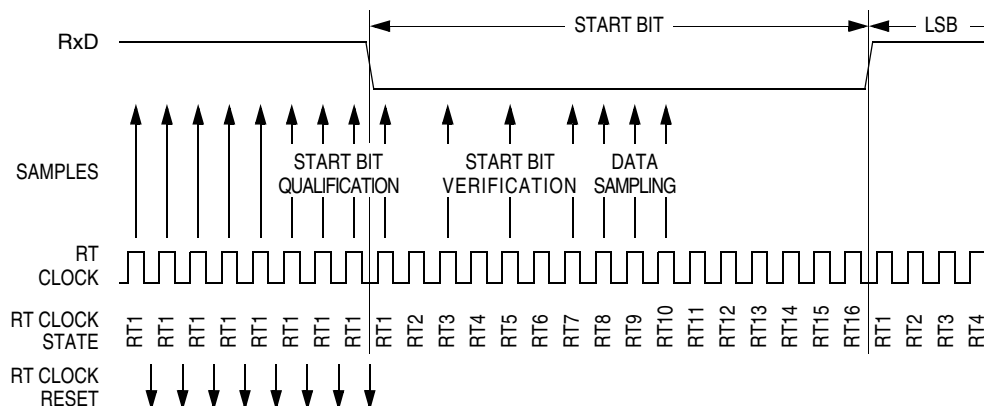 START BIT
LSB
RxD
SAMPLES
START BIT
QUALIFICATION
START BIT
VERIFICATION
DATA
SAMPLING
RT
CLOCK
RT CLOCK
STATE
RT1 RT1 RT1 RT1 RT1 RT1 RT1 RT1 RT1 RT2 RT3 RT4 RT5 RT6 RT7 RT8 RT9 RT10 RT11 RT12 RT13 RT14 RT15 RT16 RT1 RT2 RT3 RT4
RT CLOCK
RESET